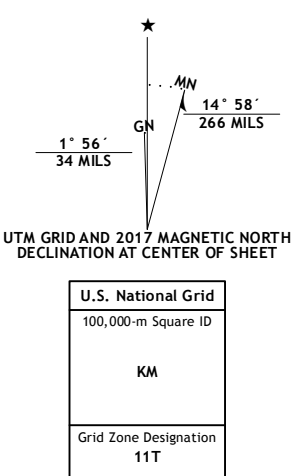 ★
MN
GN
14° 58´
266 MILS
1° 56´
34 MILS
UTM GRID AND 2017 MAGNETIC NORTH
DECLINATION AT CENTER OF SHEET
U.S. National Grid
100,000-m Square ID
KM
Grid Zone Designation
11T